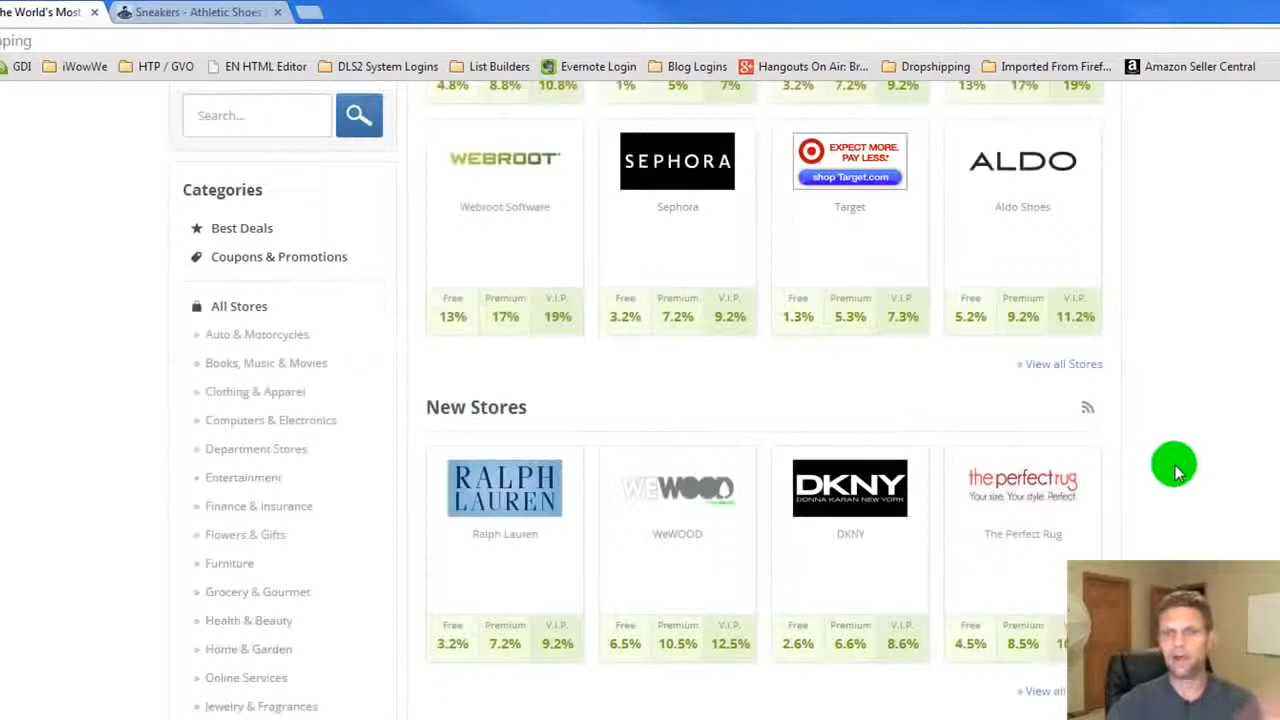 he World's Most
Sneakers - Athletic Shoes
pping
GDI
iWowWe
HTP / GVO
EN HTML Editor
DLS2 System Logins
List Builders
Evernote Login
Blog Logins
Hangouts On Air: Br...
Dropshipping
Imported From Firef...
Amazon Seller Central
4.8% 8.8% 10.8%
1% 5% 7%
3.2% 7.2% 9.2%
13% 17% 19%
Search...
Categories
Best Deals
Coupons & Promotions
All Stores
» Auto & Motorcycles
» Books, Music & Movies
» Clothing & Apparel
» Computers & Electronics
» Department Stores
» Entertainment
» Finance & Insurance
» Flowers & Gifts
» Furniture
» Grocery & Gourmet
» Health & Beauty
» Home & Garden
» Online Services
» Jewelry & Fragrances
WEBROOT
Webroot Software
Free Premium V.I.P.
13% 17% 19%
SEPHORA
Sephora
Free Premium V.I.P.
3.2% 7.2% 9.2%
EXPECT MORE.
PAY LESS.
shop Target.com
Target
Free Premium V.I.P.
1.3% 5.3% 7.3%
ALDO
Aldo Shoes
Free Premium V.I.P.
5.2% 9.2% 11.2%
» View all Stores
New Stores
RALPH
LAUREN
Ralph Lauren
Free Premium V.I.P.
3.2% 7.2% 9.2%
WEWOOD
WeWOOD
Free Premium V.I.P.
6.5% 10.5% 12.5%
DKNY
DONNA KARAN NEW YORK
DKNY
Free Premium V.I.P.
2.6% 6.6% 8.6%
the perfect rug
Your size. Your style. Perfect.
The Perfect Rug
Free Premium
4.5% 8.5% 1
» View all